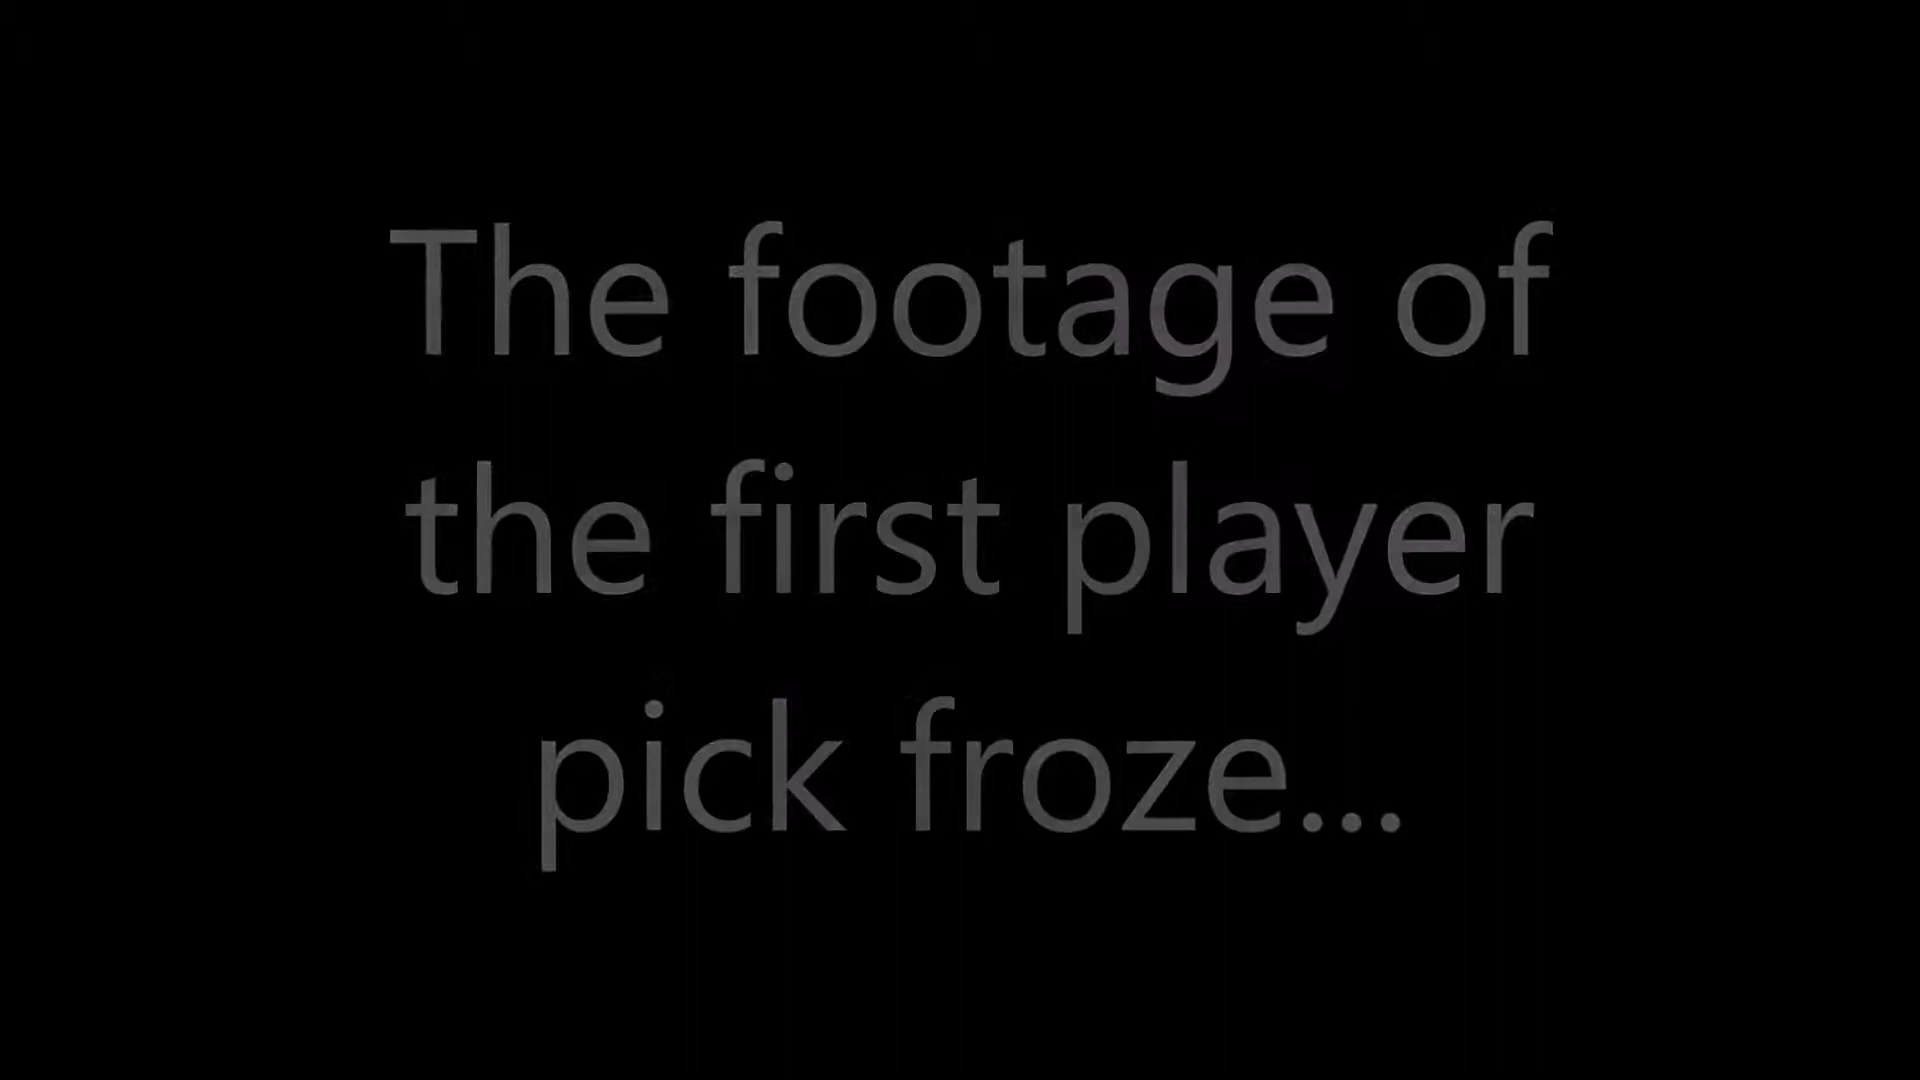 The footage of
the first player
pick froze...